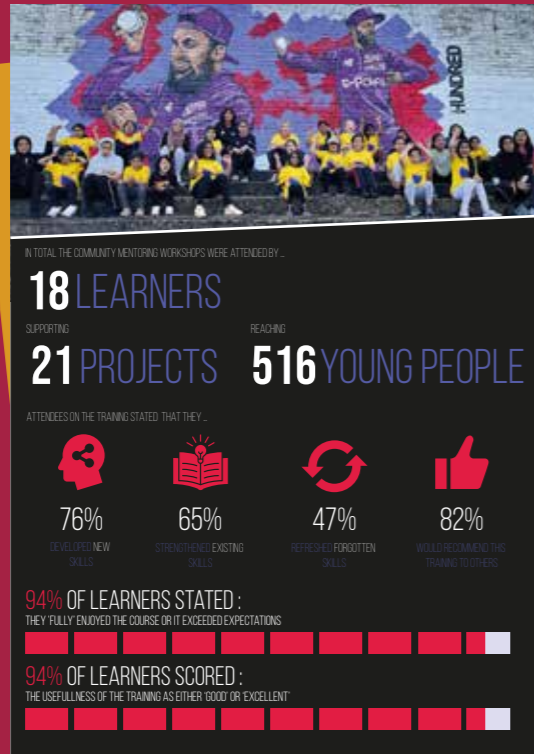 HUNDRED
IN TOTAL THE COMMUNITY MENTORING WORKSHOPS WERE ATTENDED BY ...
18 LEARNERS
SUPPORTING
21 PROJECTS
REACHING
516 YOUNG PEOPLE
ATTENDEES ON THE TRAINING STATED THAT THEY ...
76%
DEVELOPED NEW
SKILLS
65%
STRENGTHENED EXISTING
SKILLS
47%
REFRESHED FORGOTTEN
SKILLS
82%
WOULD RECOMMEND THIS
TRAINING TO OTHERS
94% OF LEARNERS STATED :
THEY 'FULLY' ENJOYED THE COURSE OR IT EXCEEDED EXPECTATIONS
94% OF LEARNERS SCORED :
THE USEFULLNESS OF THE TRAINING AS EITHER 'GOOD' OR 'EXCELLENT'